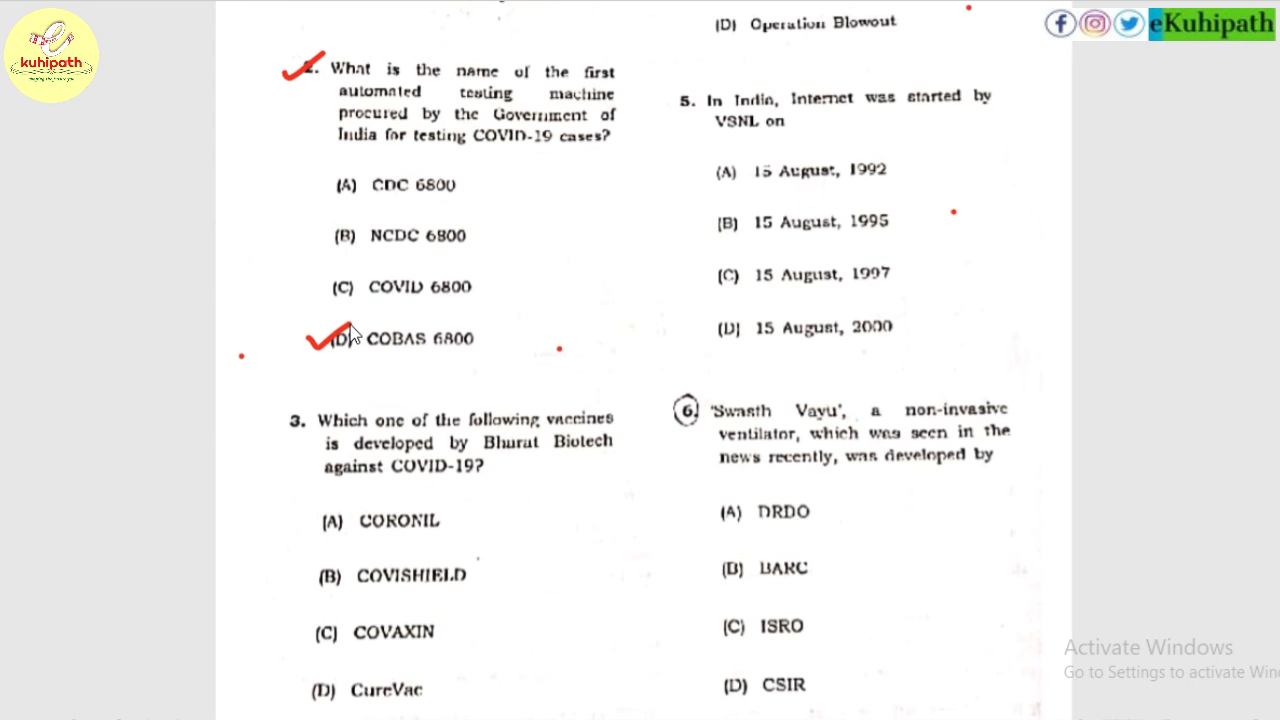 kuhipath
eKuhipath
2. What is the name of the first
automated testing machine
procured by the Government of
India for testing COVID-19 cases?
(A) CDC 6800
(B) NCDC 6800
(C) COVID 6800
(D) COBAS 6800
3. Which one of the following vaccines
is developed by Bharat Biotech
against COVID-19?
(A) CORONIL
(B) COVISHIELD
(C) COVAXIN
(D) CureVac
(D) Operation Blowout
5. In India, Internet was started by
VSNL on
(A) 15 August, 1992
(B) 15 August, 1995
(C) 15 August, 1997
(D) 15 August, 2000
6. 'Swasth Vayu', a non-invasive
ventilator, which was seen in the
news recently, was developed by
(A) DRDO
(B) BARC
(C) ISRO
(D) CSIR
Activate Windows
Go to Settings to activate Win